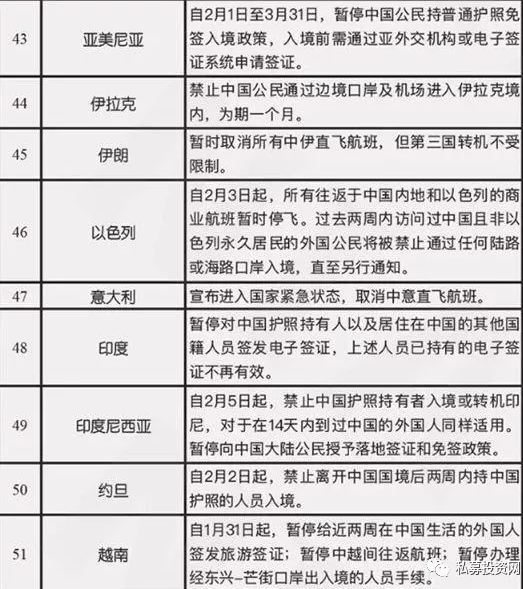 43
亚美尼亚
自2月1日至3月31日，暂停中国公民持普通护照免
签入境政策，入境前需通过亚外交机构或电子签
证系统申请签证。
44
伊拉克
禁止中国公民通过边境口岸及机场进入伊拉克境
内，为期一个月。
45
伊朗
暂时取消所有中伊直飞航班，但第三国转机不受
限制。
46
以色列
自2月3日起，所有往返于中国内地和以色列的商
业航班暂时停飞。过去两周内访问过中国且非以
色列永久居民的外国公民将被禁止通过任何陆路
或海路口岸入境，直至另行通知。
47
意大利
宣布进入国家紧急状态，取消中意直飞航班。
48
印度
暂停对中国护照持有人以及居住在中国的其他国
籍人员签发电子签证，上述人员已持有的电子签
证不再有效。
49
印度尼西亚
自2月5日起，禁止中国护照持有者入境或转机印
尼，对于在14天内到过中国的外国人同样适用。
暂停向中国大陆公民授予落地签证和免签政策。
50
约旦
自2月2日起，禁止离开中国国境后两周内持中国
护照的人员入境。
51
越南
自1月31日起，暂停给近两周在中国生活的外国人
签发旅游签证；暂停中越间往返航班；暂停办理
经东兴-芒街口岸出入境的人员手续。
私募投资网